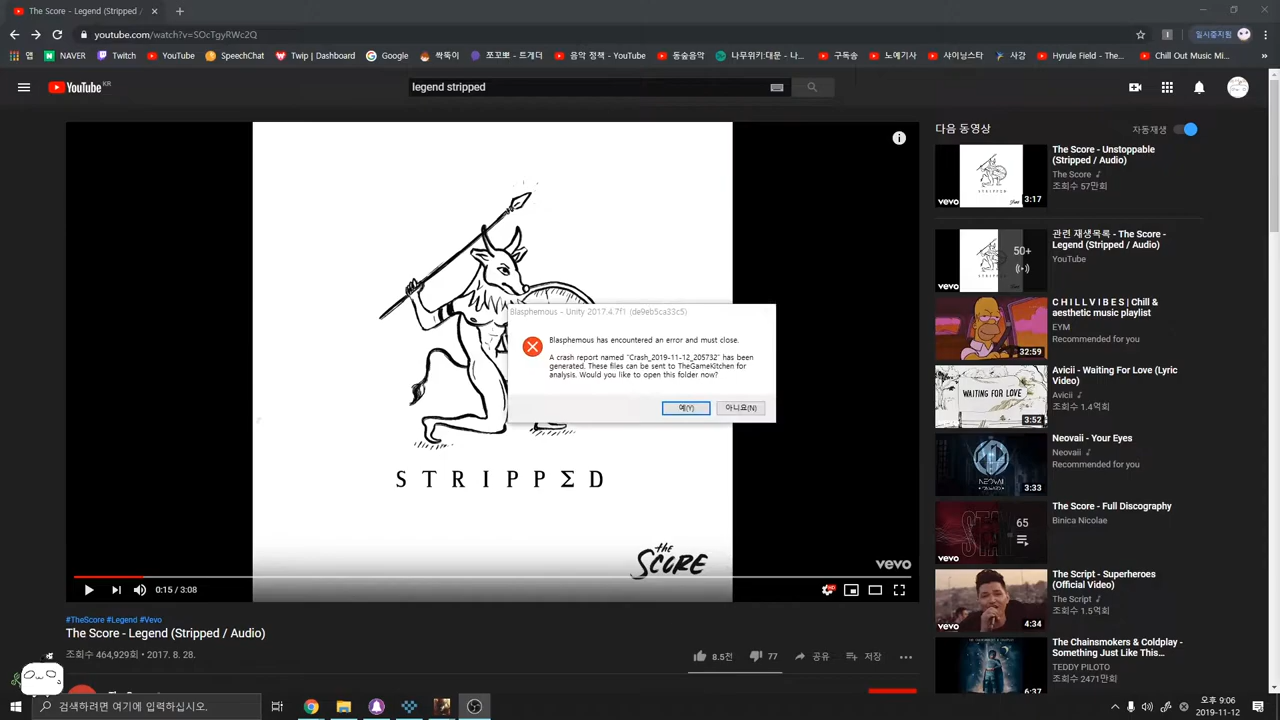 The Score - Legend (Stripped /
youtube.com/watch?v=SOcTgyRWc2Q
일시중지됨
앱
NAVER
Twitch
YouTube
SpeechChat
Twip | Dashboard
Google
싹뚝이
쪼꼬뽀 - 트게더
음악 정책 - YouTube
동숲음악
나무위키:대문 - 나...
구독송
노예기사
샤이닝스타
사강
Hyrule Field - The...
Chill Out Music Mi...
YouTube KR
legend stripped
다음 동영상
자동재생
STRIPPΣD
the SCORE
vevo
Blasphemous - Unity 2017.4.7f1 (de9eb5ca33c5)
Blasphemous has encountered an error and must close.
A crash report named "Crash_2019-11-12_205732" has been
generated. These files can be sent to TheGameKitchen for
analysis. Would you like to open this folder now?
예(Y)
아니요(N)
0:15 / 3:08
HD
#TheScore #Legend #Vevo
The Score - Legend (Stripped / Audio)
조회수 464,929회 • 2017. 8. 28.
8.5천
77
공유
저장
STRIPPΣD
vevo
3:17
The Score - Unstoppable
(Stripped / Audio)
The Score
조회수 57만회
vevo
50+
관련 재생목록 - The Score -
Legend (Stripped / Audio)
YouTube
32:59
C H I L L V I B E S | Chill &
aesthetic music playlist
EYM
Recommended for you
WAITING FOR LOVE
3:52
Avicii - Waiting For Love (Lyric
Video)
Avicii
조회수 1.4억회
NEOVAII
3:33
Neovaii - Your Eyes
Neovaii
Recommended for you
vevo
65
The Score - Full Discography
Binica Nicolae
vevo
4:34
The Script - Superheroes
(Official Video)
The Script
조회수 1.5억회
6:37
The Chainsmokers & Coldplay -
Something Just Like This...
TEDDY PILOTO
조회수 2471만회
검색하려면 여기에 입력하십시오.
오후 9:06
2019-11-12